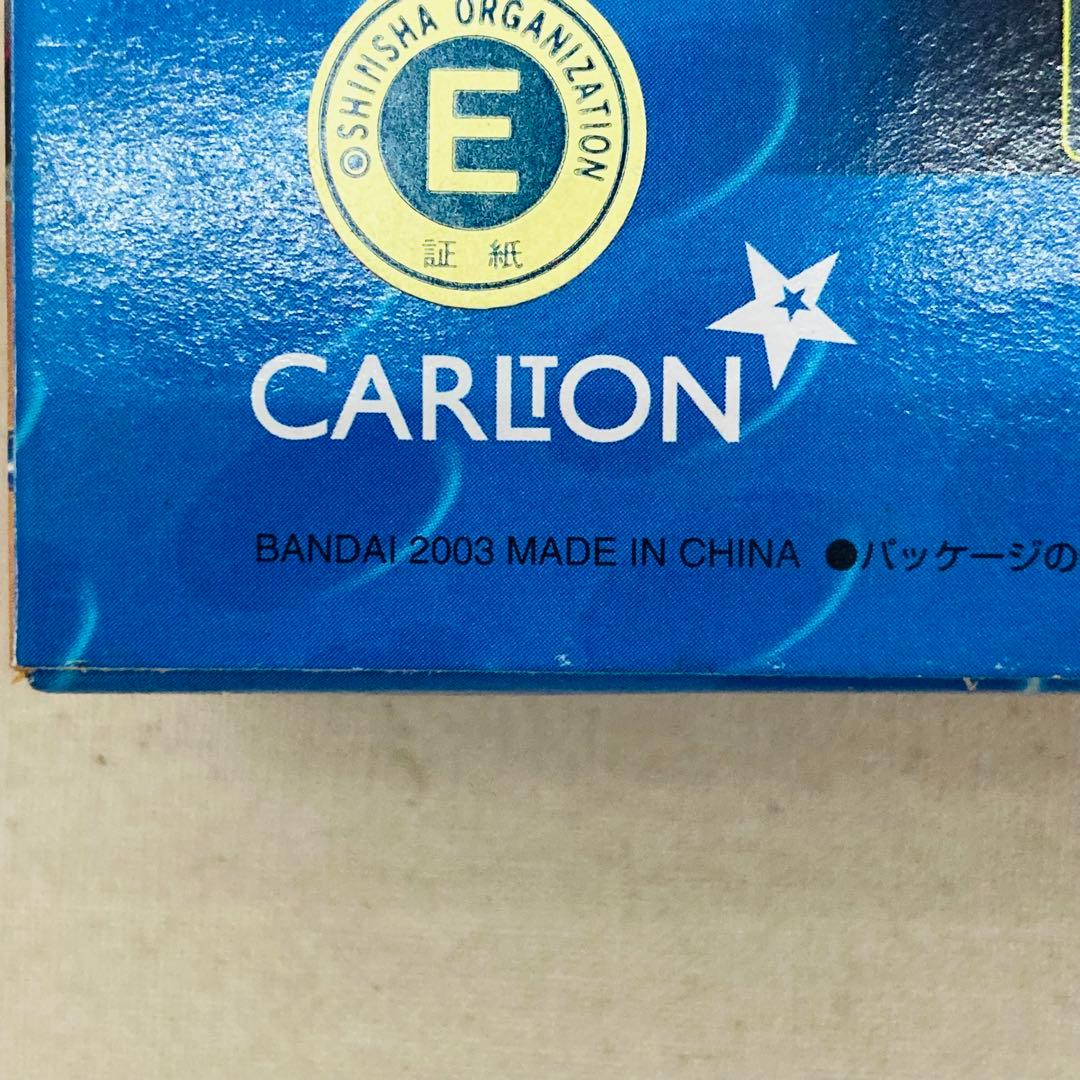 ©SHINSHA ORGANIZATION
E
証 紙
CARLTON
BANDAI 2003 MADE IN CHINA ●パッケージの